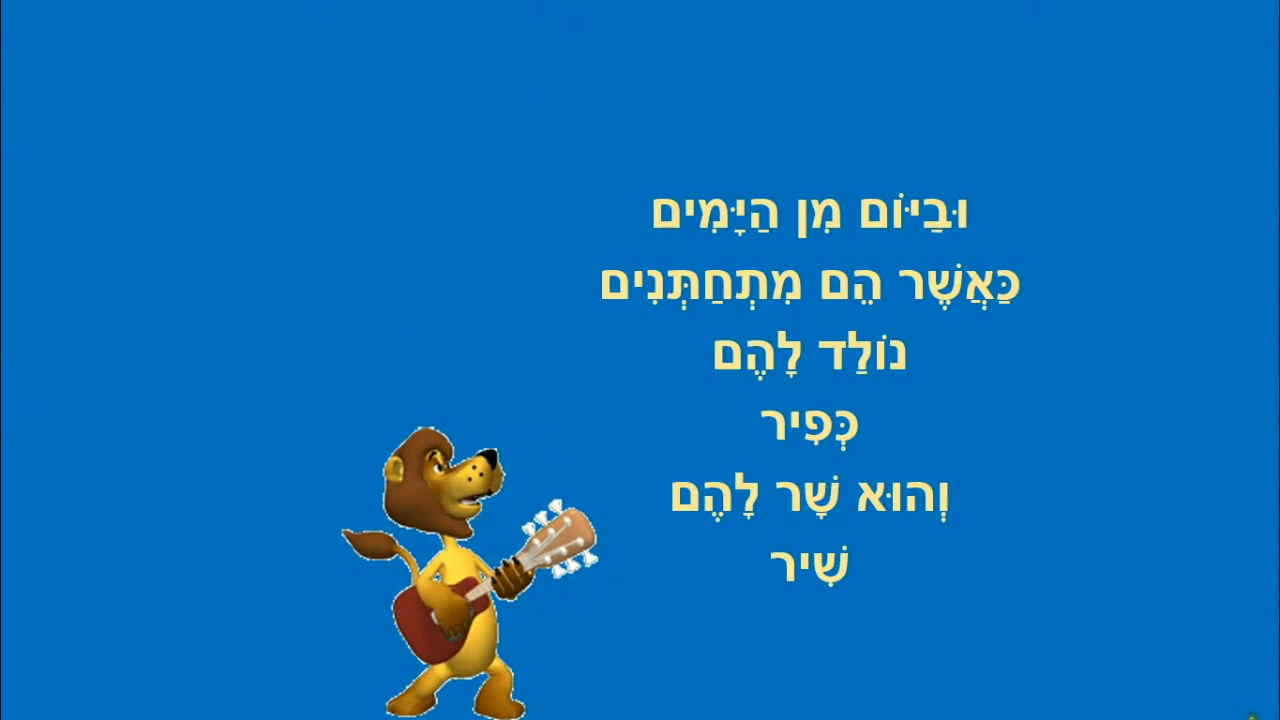 וּבַיּוֹם מִן הַיָּמִים
כַּאֲשֶׁר הֵם מִתְחַתְּנִים
נוֹלַד לָהֶם
כְּפִיר
וְהוּא שָׁר לָהֶם
שִׁיר